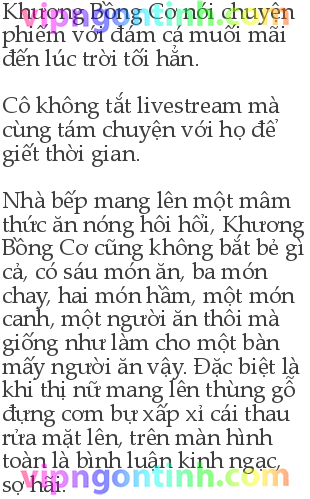 Khương Bồng Cơ nói chuyện
phiếm với đám cá muối mãi
đến lúc trời tối hẳn.
Cô không tắt livestream mà
cùng tám chuyện với họ để
giết thời gian.
Nhà bếp mang lên một mâm
thức ăn nóng hôi hổi, Khương
Bồng Cơ cũng không bắt bẻ gì
cả, có sáu món ăn, ba món
chay, hai món hầm, một món
canh, một người ăn thôi mà
giống như làm cho một bàn
mấy người ăn vậy. Đặc biệt là
khi thị nữ mang lên thùng gỗ
đựng cơm bự xấp xỉ cái thau
rửa mặt lên, trên màn hình
toàn là bình luận kinh ngạc,
sợ hãi.
vipngontinh.com
vipngontinh.com